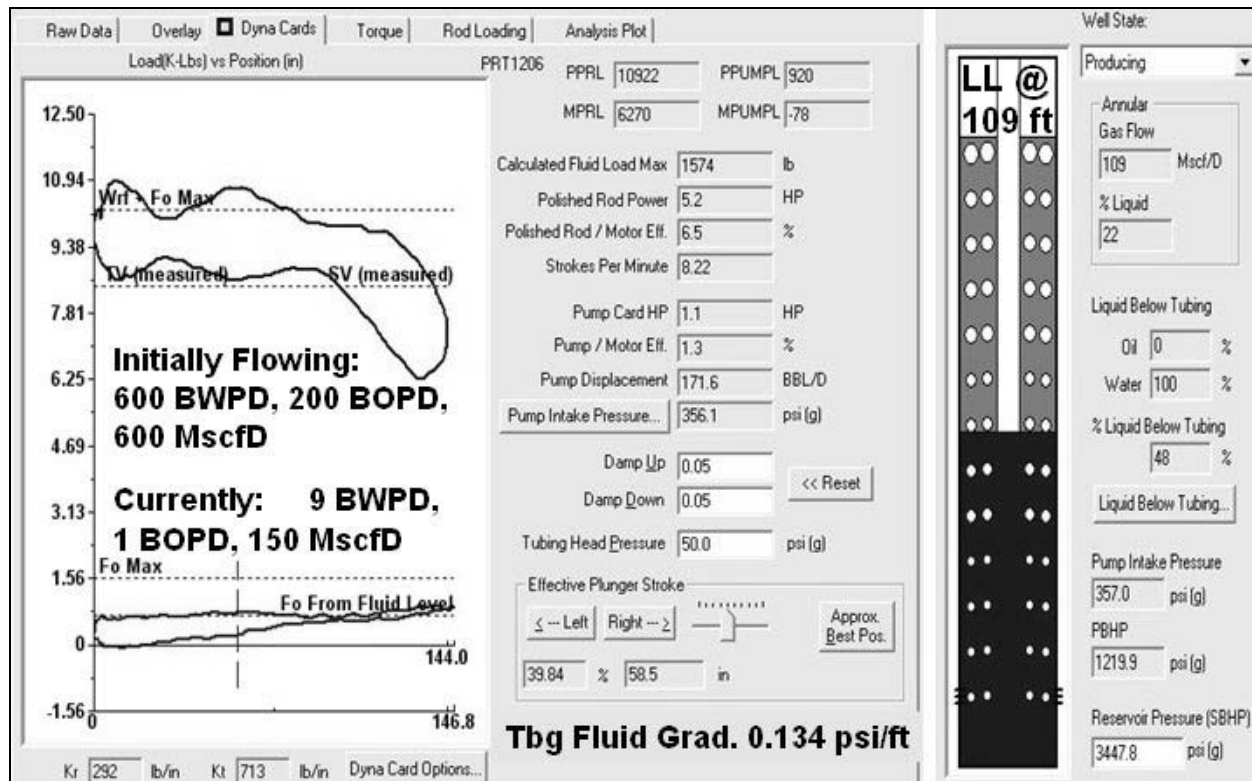 Raw Data
Overlay
Dyna Cards
Torque
Rod Loading
Analysis Plot
Load(K-Lbs) vs Position (in)
12.50
10.94
9.38
7.81
6.25
4.69
3.13
1.56
0
-1.56
Wrf + Fo Max
TV (measured)
SV (measured)
Initially Flowing:
600 BWPD, 200 BOPD,
600 MscfD
Currently: 9 BWPD,
1 BOPD, 150 MscfD
Fo Max
Fo From Fluid Level
144.0
0
146.8
Kr 292 lb/in Kt 713 lb/in Dyna Card Options...
PRT1206
PPRL 10922 PPUMPL 920
MPRL 6270 MPUMPL -78
Calculated Fluid Load Max 1574 lb
Polished Rod Power 5.2 HP
Polished Rod / Motor Eff. 6.5 %
Strokes Per Minute 8.22
Pump Card HP 1.1 HP
Pump / Motor Eff. 1.3 %
Pump Displacement 171.6 BBL/D
Pump Intake Pressure... 356.1 psi (g)
Damp Up 0.05
Damp Down 0.05
<< Reset
Tubing Head Pressure 50.0 psi (g)
Effective Plunger Stroke
< --- Left Right --- >
Approx.
Best Pos.
39.84 % 58.5 in
Tbg Fluid Grad. 0.134 psi/ft
LL @
109 ft
Well State:
Producing
Annular
Gas Flow
109 Mscf/D
% Liquid
22
Liquid Below Tubing
Oil 0 %
Water 100 %
% Liquid Below Tubing
48 %
Liquid Below Tubing...
Pump Intake Pressure
357.0 psi (g)
PBHP
1219.9 psi (g)
Reservoir Pressure (SBHP)
3447.8 psi (g)